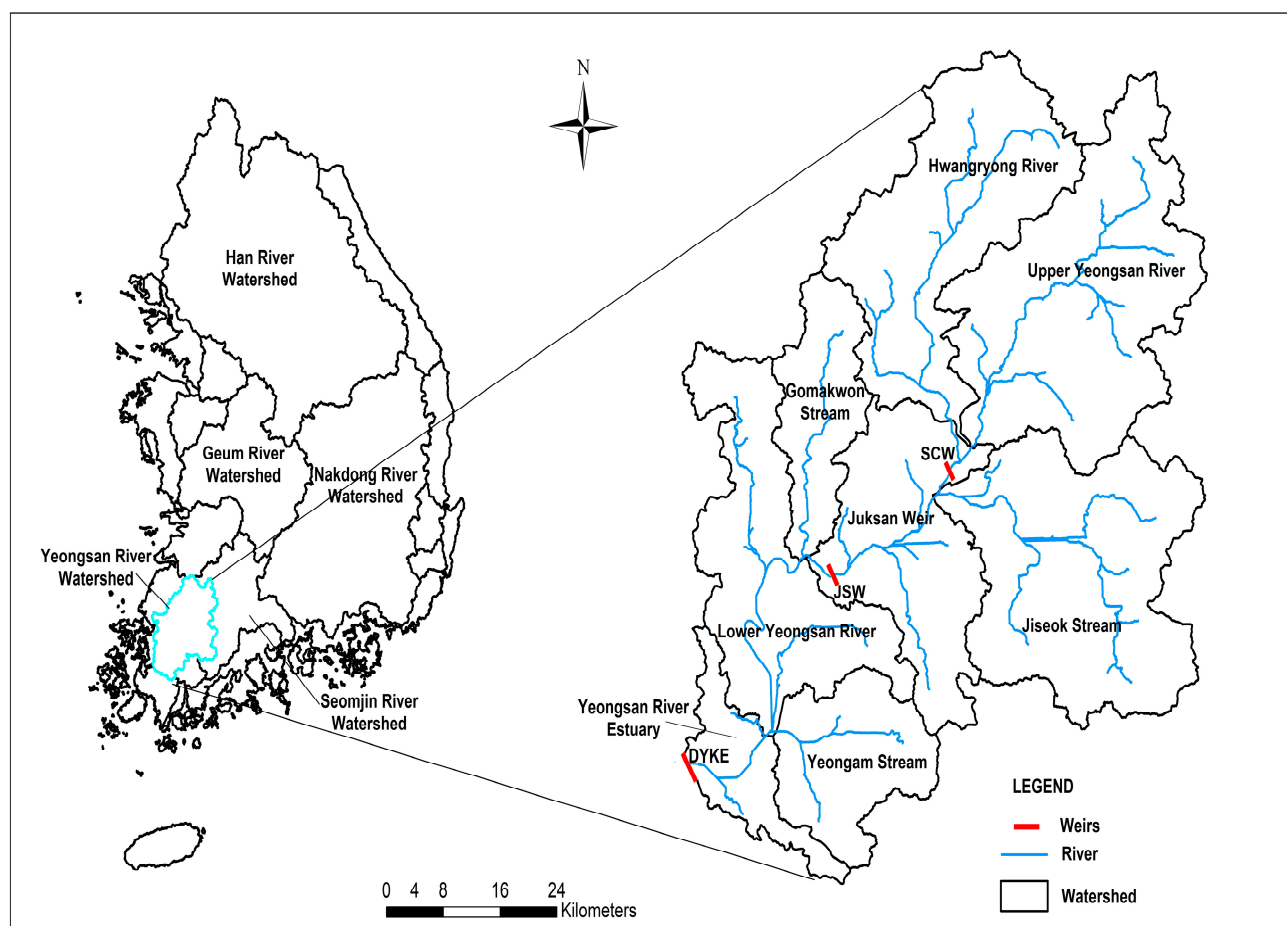 N
Han River
Watershed
Geum River
Watershed
Nakdong River
Watershed
Yeongsan River
Watershed
Seomjin River
Watershed
Hwangryong River
Upper Yeongsan River
Gomakwon
Stream
SCW
Juksan Weir
JSW
Jiseok Stream
Lower Yeongsan River
Yeongsan River
Estuary
DYKE
Yeongam Stream
LEGEND
Weirs
River
Watershed
0 4 8 16 24
Kilometers